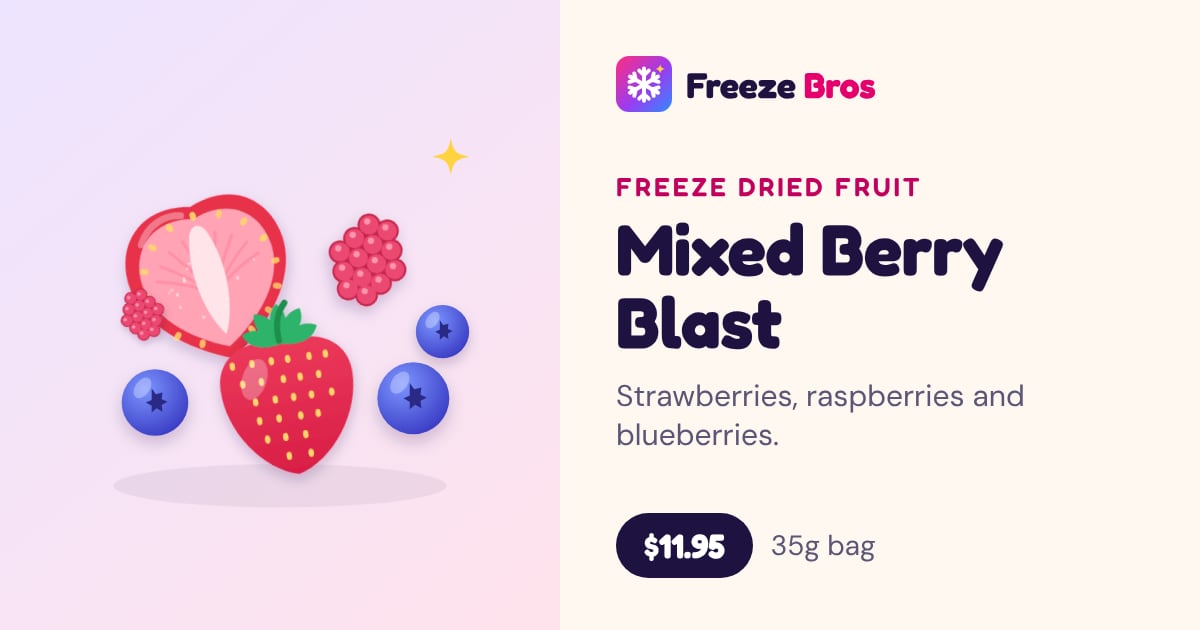 Freeze Bros
FREEZE DRIED FRUIT
Mixed Berry
Blast
Strawberries, raspberries and
blueberries.
$11.95 35g bag